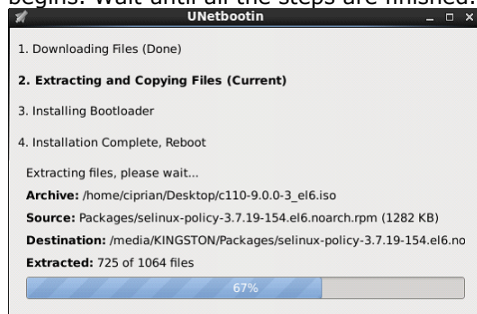 begins. Wait until all the steps are finished.
UNetbootin
1. Downloading Files (Done)
2. Extracting and Copying Files (Current)
3. Installing Bootloader
4. Installation Complete, Reboot
Extracting files, please wait...
Archive: /home/ciprian/Desktop/c110-9.0.0-3_el6.iso
Source: Packages/selinux-policy-3.7.19-154.el6.noarch.rpm (1282 KB)
Destination: /media/KINGSTON/Packages/selinux-policy-3.7.19-154.el6.no
Extracted: 725 of 1064 files
67%